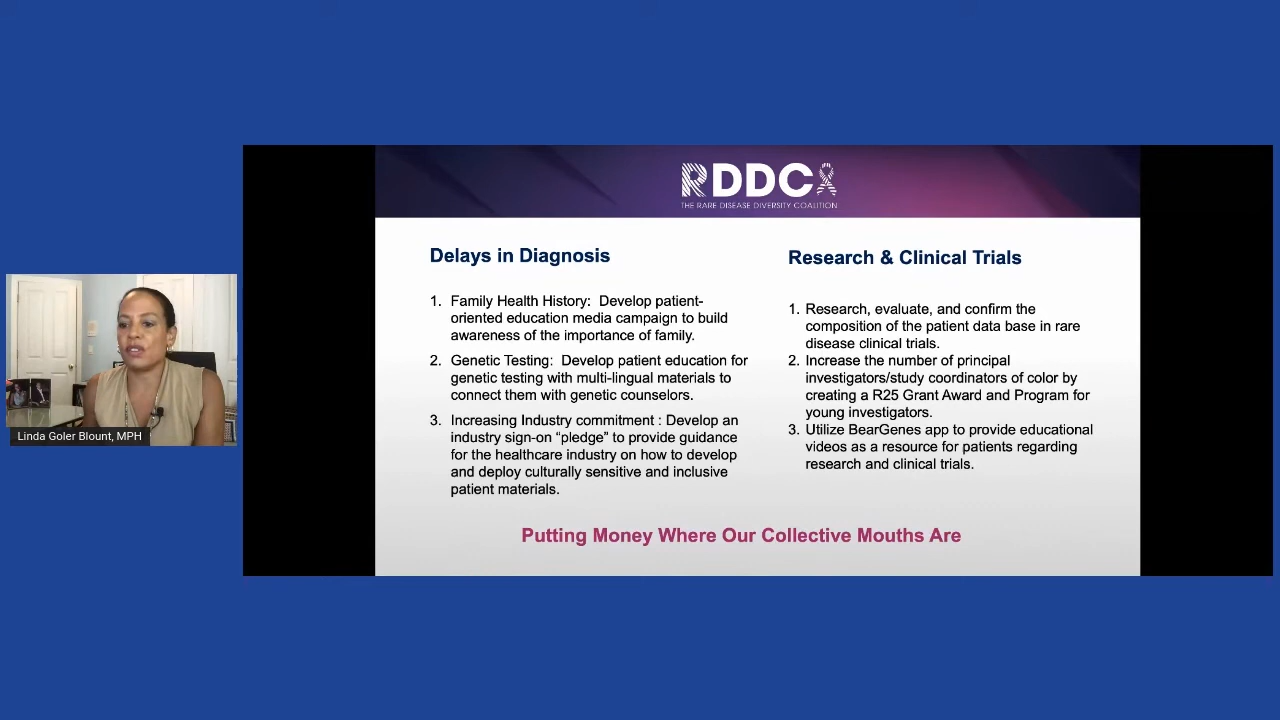 RDDC
THE RARE DISEASE DIVERSITY COALITION
Delays in Diagnosis
1. Family Health History:  Develop patient-
oriented education media campaign to build
awareness of the importance of family.
2. Genetic Testing:  Develop patient education for
genetic testing with multi-lingual materials to
connect them with genetic counselors.
3. Increasing Industry commitment : Develop an
industry sign-on “pledge” to provide guidance
for the healthcare industry on how to develop
and deploy culturally sensitive and inclusive
patient materials.
Research & Clinical Trials
1. Research, evaluate, and confirm the
composition of the patient data base in rare
disease clinical trials.
2. Increase the number of principal
investigators/study coordinators of color by
creating a R25 Grant Award and Program for
young investigators.
3. Utilize BearGenes app to provide educational
videos as a resource for patients regarding
research and clinical trials.
Putting Money Where Our Collective Mouths Are
Linda Goler Blount, MPH